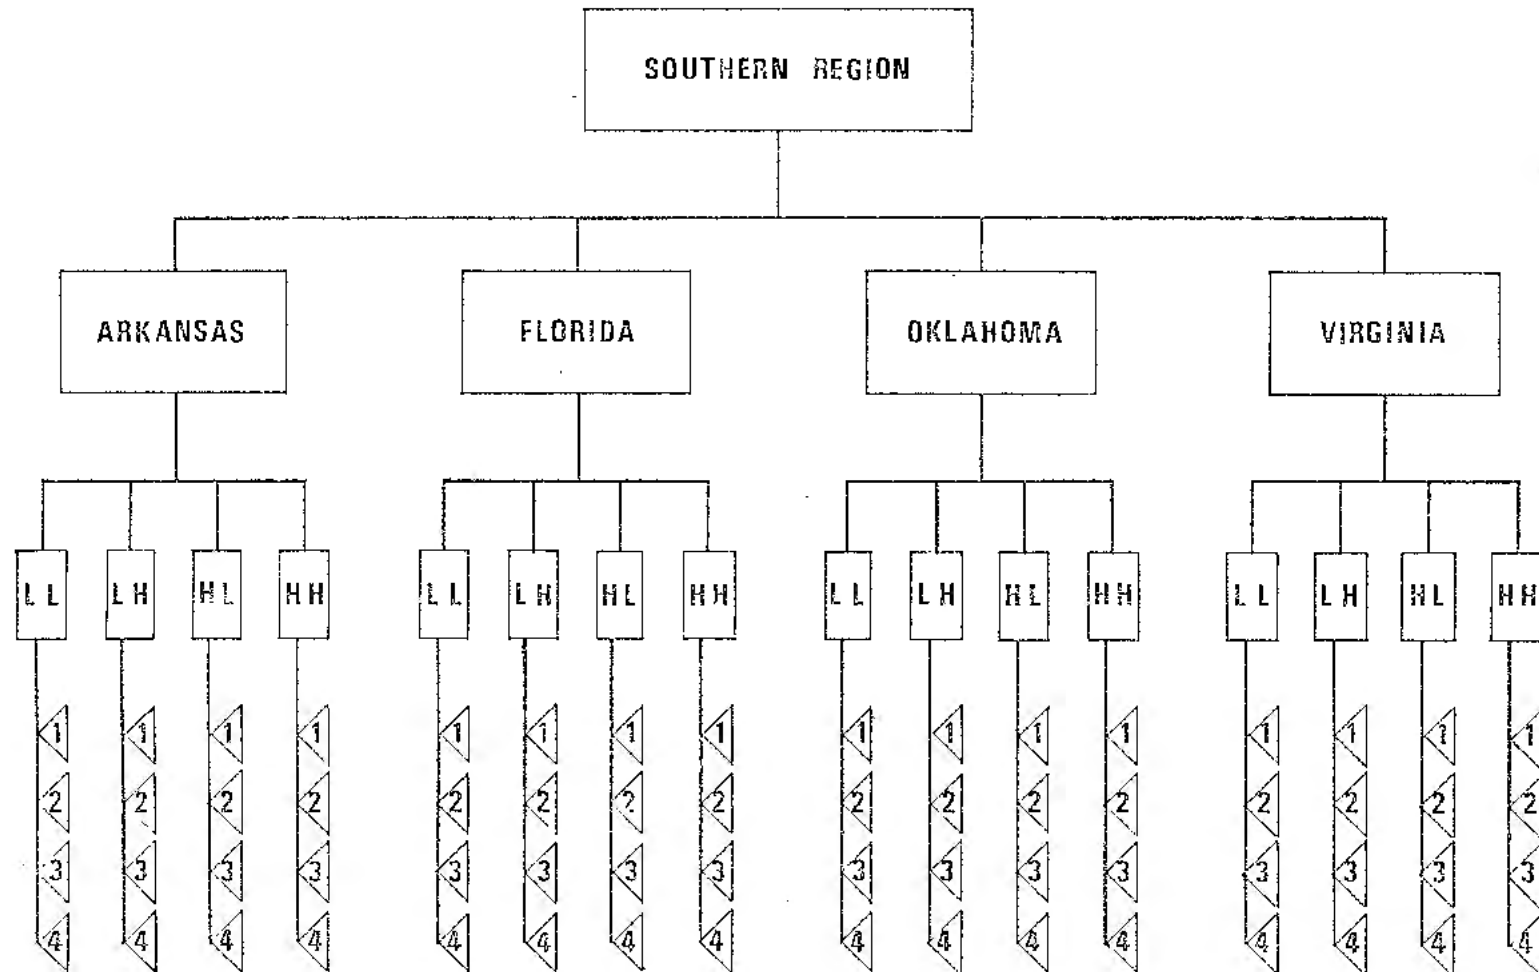 SOUTHERN REGION
ARKANSAS FLORIDA OKLAHOMA VIRGINIA
L L L H H L H H L L L H H L H H L L L H H L H H L L L H H L H H
1 1 1 1 1 1 1 1 1 1 1 1 1 1 1 1
2 2 2 2 2 2 2 2 2 2 2 2 2 2 2 2
3 3 3 3 3 3 3 3 3 3 3 3 3 3 3 3
4 4 4 4 4 4 4 4 4 4 4 4 4 4 4 4